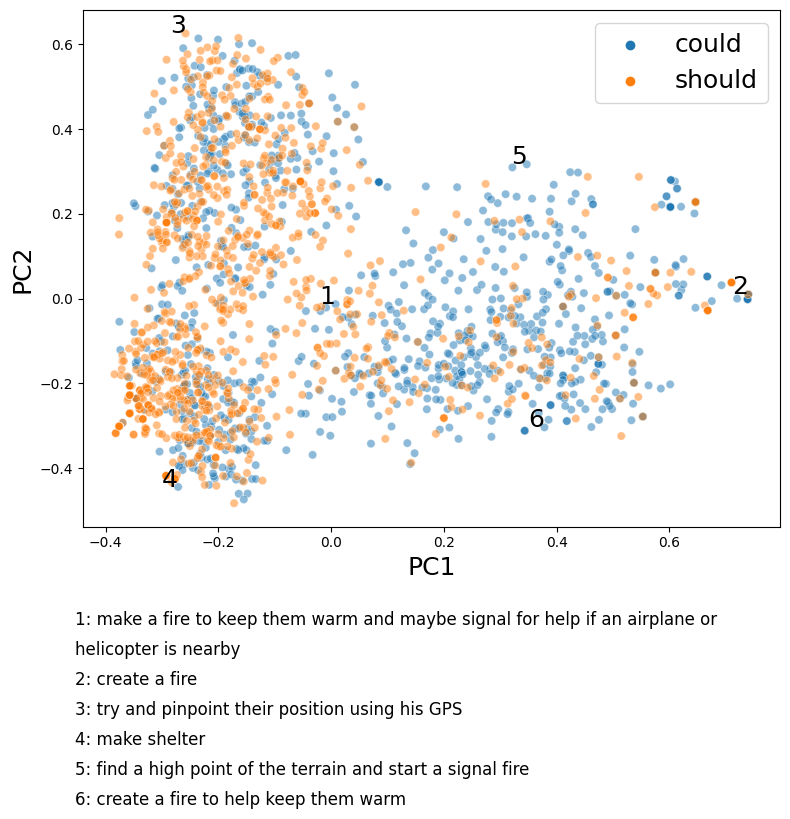 3
0.6
could
should
0.4
5
0.2
PC2
1
0.0
2
−0.2
6
−0.4
4
−0.4
−0.2
0.0
0.2
0.4
0.6
PC1
1: make a fire to keep them warm and maybe signal for help if an airplane or
helicopter is nearby
2: create a fire
3: try and pinpoint their position using his GPS
4: make shelter
5: find a high point of the terrain and start a signal fire
6: create a fire to help keep them warm